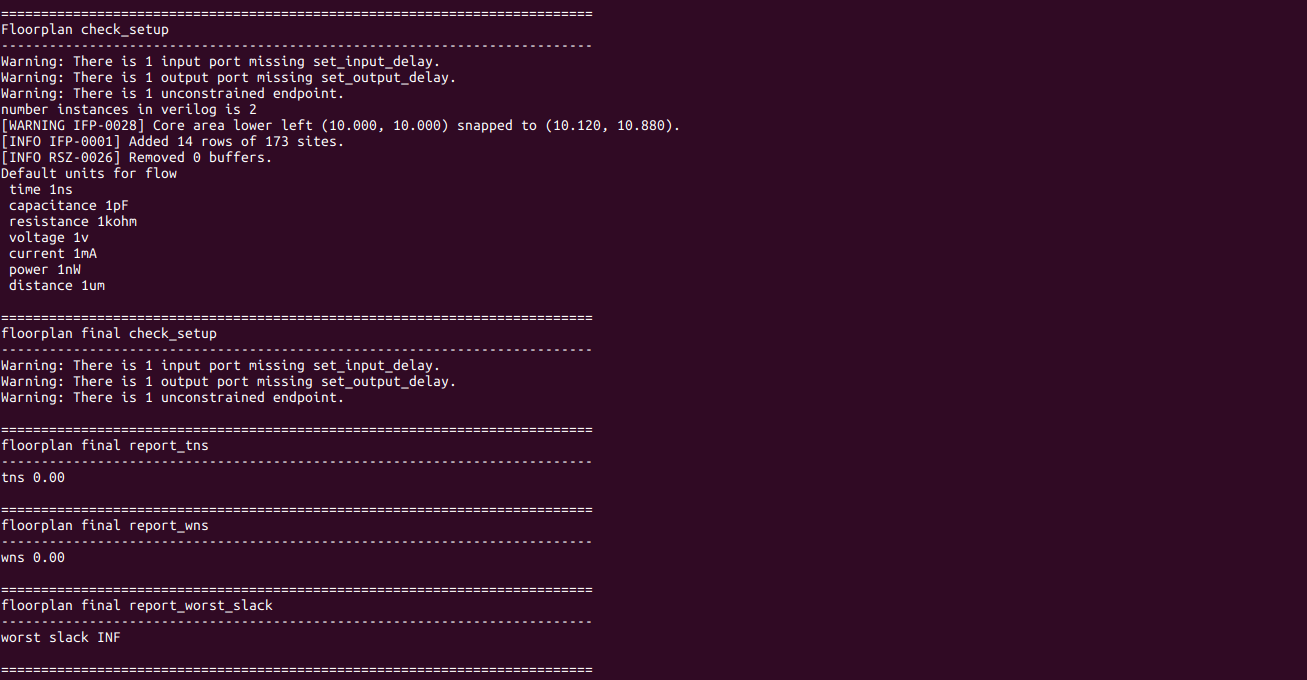 ==========================================================================
Floorplan check_setup
--------------------------------------------------------------------------
Warning: There is 1 input port missing set_input_delay.
Warning: There is 1 output port missing set_output_delay.
Warning: There is 1 unconstrained endpoint.
number instances in verilog is 2
[WARNING IFP-0028] Core area lower left (10.000, 10.000) snapped to (10.120, 10.880).
[INFO IFP-0001] Added 14 rows of 173 sites.
[INFO RSZ-0026] Removed 0 buffers.
Default units for flow
 time 1ns
 capacitance 1pF
 resistance 1kohm
 voltage 1v
 current 1mA
 power 1nW
 distance 1um
==========================================================================
floorplan final check_setup
--------------------------------------------------------------------------
Warning: There is 1 input port missing set_input_delay.
Warning: There is 1 output port missing set_output_delay.
Warning: There is 1 unconstrained endpoint.
==========================================================================
floorplan final report_tns
--------------------------------------------------------------------------
tns 0.00
==========================================================================
floorplan final report_wns
--------------------------------------------------------------------------
wns 0.00
==========================================================================
floorplan final report_worst_slack
--------------------------------------------------------------------------
worst slack INF
==========================================================================